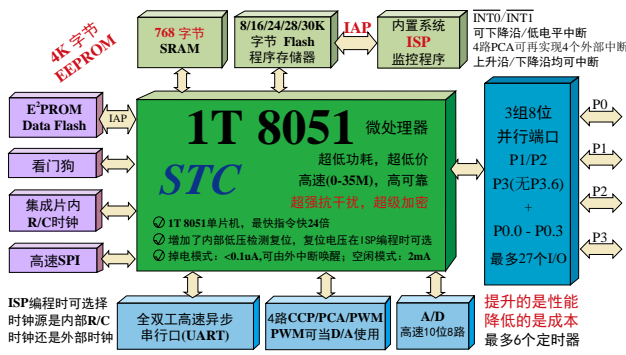 4K 字节
EEPROM
768 字节
SRAM
8/16/24/28/30K
字节 Flash
程序存储器
IAP
内置系统
ISP
监控程序
INT0/INT1
可下降沿/低电平中断
4路PCA可再实现4个外部中断
上升沿/下降沿均可中断
E²PROM
Data Flash
IAP
看门狗
集成片内
R/C时钟
高速SPI
1T 8051 微处理器
STC
超低功耗，超低价
高速(0-35M)，高可靠
超强抗干扰，超级加密
1T 8051单片机，最快指令快24倍
增加了内部低压检测复位，复位电压在ISP编程时可选
掉电模式：<0.1uA,可由外中断唤醒；空闲模式：2mA
3组8位
并行端口
P1/P2
P3(无P3.6)
+
P0.0 - P0.3
最多27个I/O
P0
P1
P2
P3
ISP编程时可选择
时钟源是内部R/C
时钟还是外部时钟
全双工高速异步
串行口(UART)
4路CCP/PCA/PWM
PWM可当D/A使用
A/D
高速10位8路
提升的是性能
降低的是成本
最多6个定时器